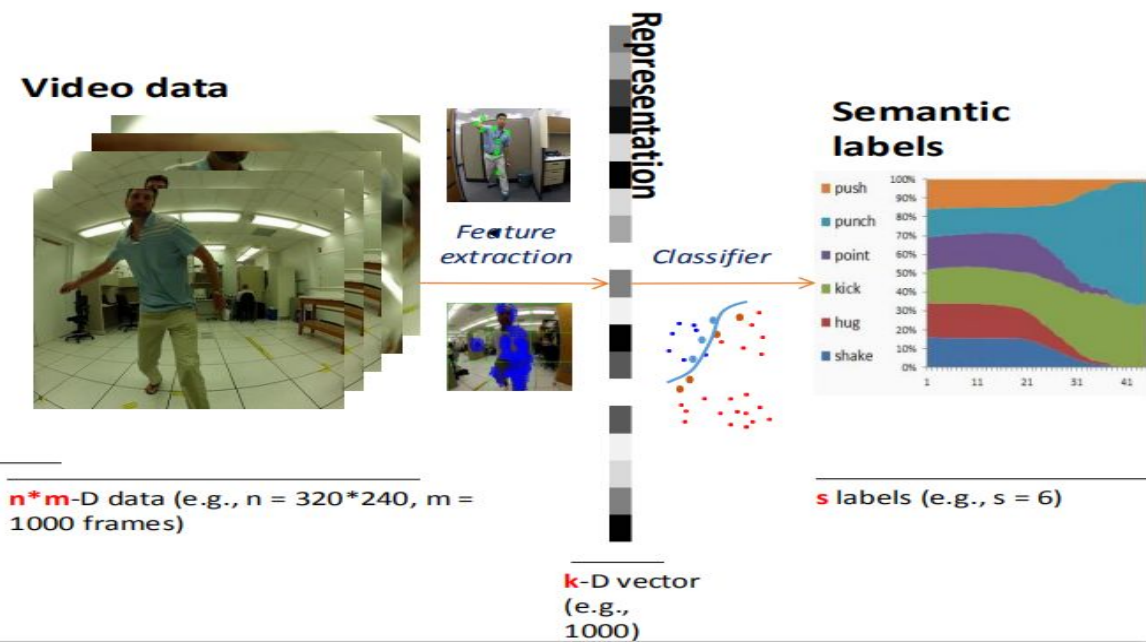 Video data
n*m-D data (e.g., n = 320*240, m =
1000 frames)
Feature
extraction
Representation
k-D vector
(e.g.,
1000)
Classifier
Semantic
labels
push
punch
point
kick
hug
shake
100%
90%
80%
70%
60%
50%
40%
30%
20%
10%
0%
1 11 21 31 41
s labels (e.g., s = 6)